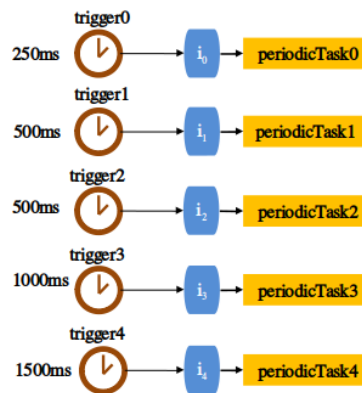 trigger0
250ms
i0
periodicTask0
trigger1
500ms
i1
periodicTask1
trigger2
500ms
i2
periodicTask2
trigger3
1000ms
i3
periodicTask3
trigger4
1500ms
i4
periodicTask4